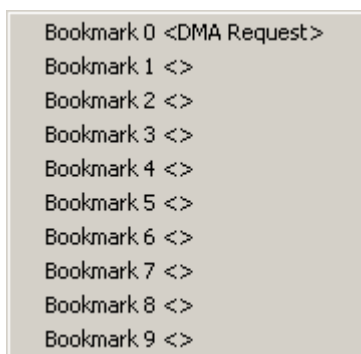 Bookmark 0 <DMA Request>
Bookmark 1 <>
Bookmark 2 <>
Bookmark 3 <>
Bookmark 4 <>
Bookmark 5 <>
Bookmark 6 <>
Bookmark 7 <>
Bookmark 8 <>
Bookmark 9 <>